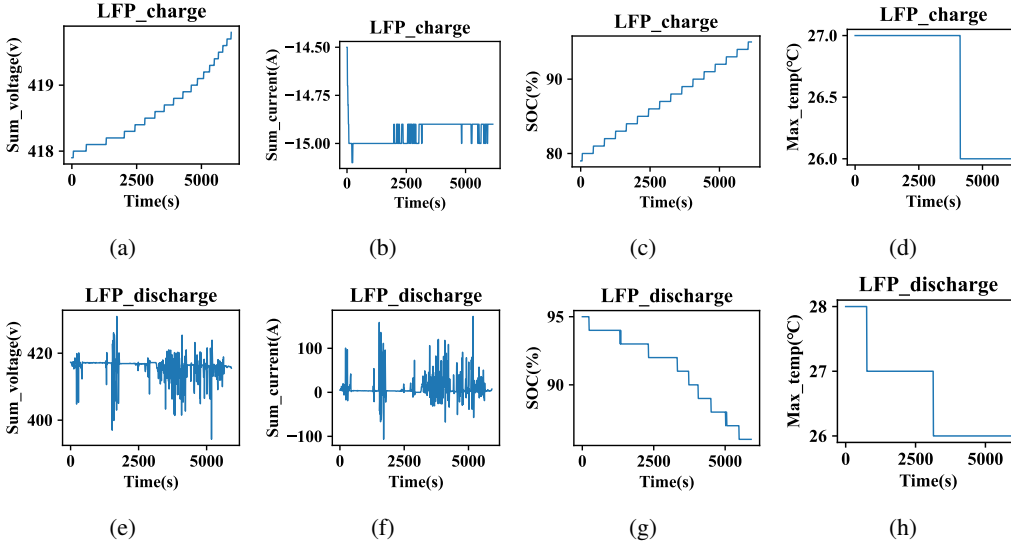 LFP_charge
Sum_voltage(v)
419
418
0
2500
5000
Time(s)
(a)
LFP_charge
Sum_current(A)
−14.50
−14.75
−15.00
0
2500
5000
Time(s)
(b)
LFP_charge
SOC(%)
90
80
0
2500
5000
Time(s)
(c)
LFP_charge
Max_temp(°C)
27.0
26.5
26.0
0
2500
5000
Time(s)
(d)
LFP_discharge
Sum_voltage(v)
420
400
0
2500
5000
Time(s)
(e)
LFP_discharge
Sum_current(A)
100
0
−100
0
2500
5000
Time(s)
(f)
LFP_discharge
SOC(%)
95
90
0
2500
5000
Time(s)
(g)
LFP_discharge
Max_temp(°C)
28
27
26
0
2500
5000
Time(s)
(h)